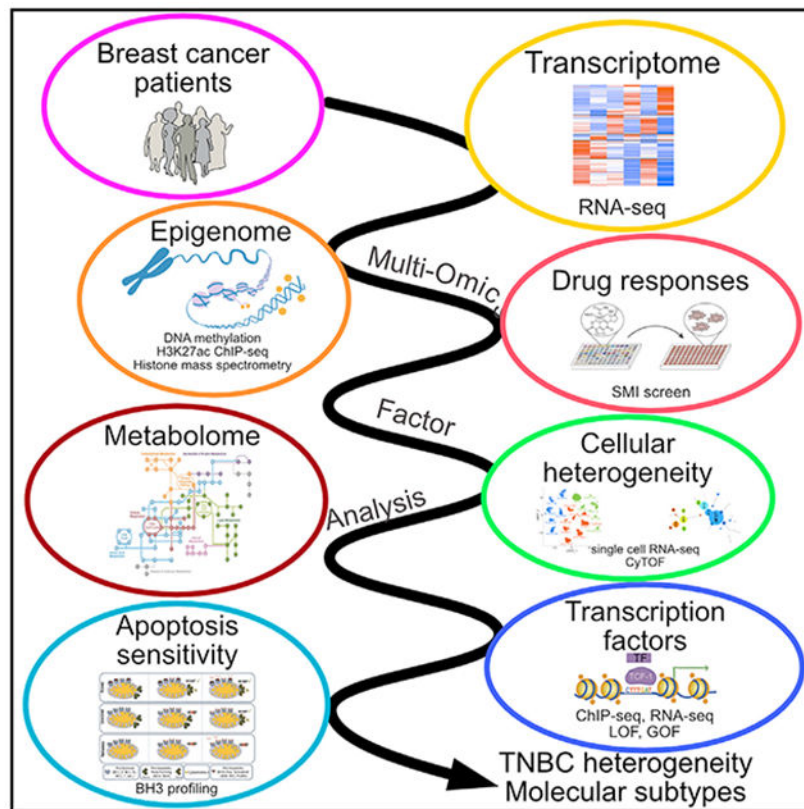 Breast cancer
patients
Transcriptome
RNA-seq
Epigenome
DNA methylation
H3K27ac ChIP-seq
Histone mass spectrometry
Multi-Omics
Drug responses
SMI screen
Factor
Metabolome
Cellular
heterogeneity
single cell RNA-seq
CyTOF
Analysis
Apoptosis
sensitivity
BH3 profiling
Transcription
factors
TF
TCF-1
ChIP-seq, RNA-seq
LOF, GOF
TNBC heterogeneity
Molecular subtypes